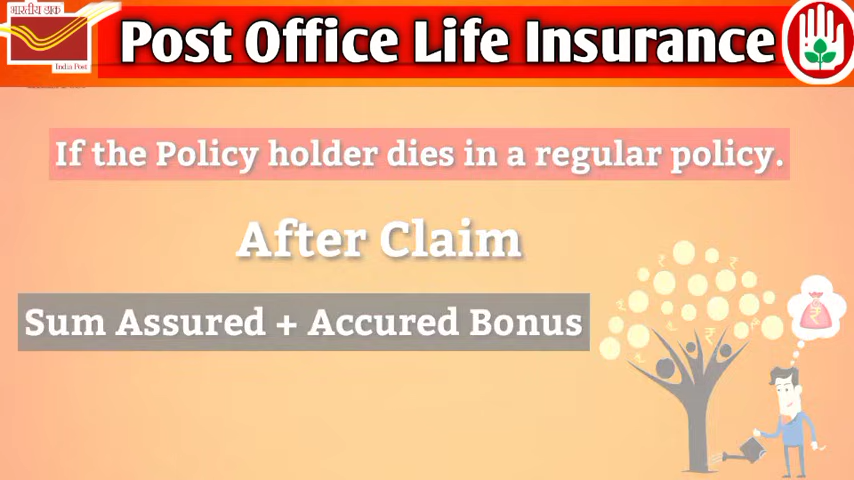 भारतीय डाक
India Post
Post Office Life Insurance
If the Policy holder dies in a regular policy.
After Claim
Sum Assured + Accured Bonus